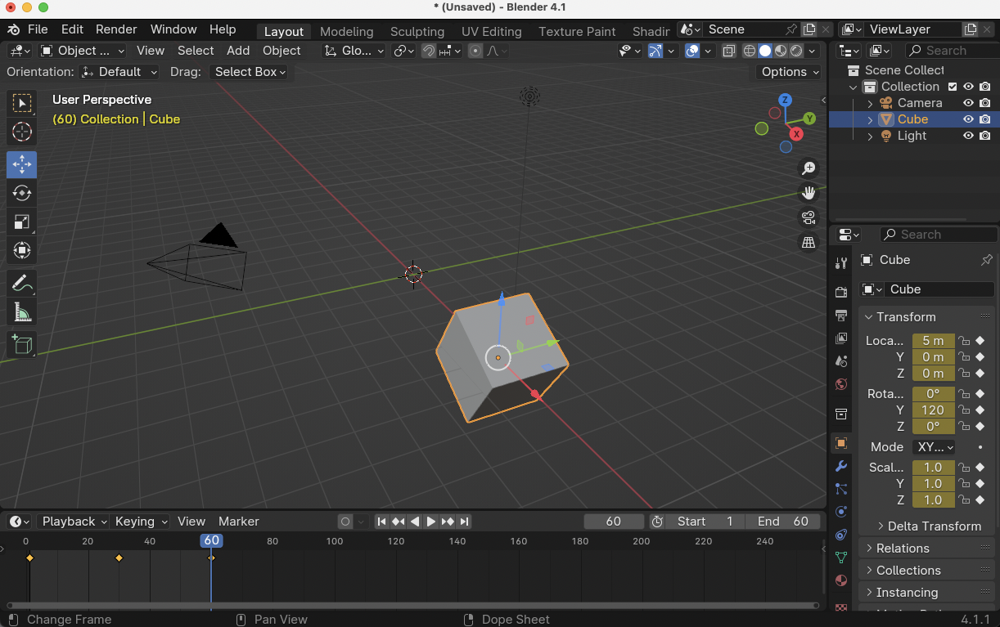 * (Unsaved) - Blender 4.1
File Edit Render Window Help Layout Modeling Sculpting UV Editing Texture Paint Shadir Scene ViewLayer
Object ... View Select Add Object Glo... Search
Orientation: Default Drag: Select Box Options
User Perspective
(60) Collection | Cube
Z
Y
X
Scene Collect
Collection
Camera
Cube
Light
Search
Cube
Cube
Transform
Loca... 5 m
Y 0 m
Z 0 m
Rota... 0°
Y 120
Z 0°
Mode XY...
Scal... 1.0
Y 1.0
Z 1.0
Delta Transform
Relations
Collections
Instancing
Playback Keying View Marker 60 Start 1 End 60
0 20 40 60 80 100 120 140 160 180 200 220 240
Change Frame Pan View Dope Sheet 4.1.1